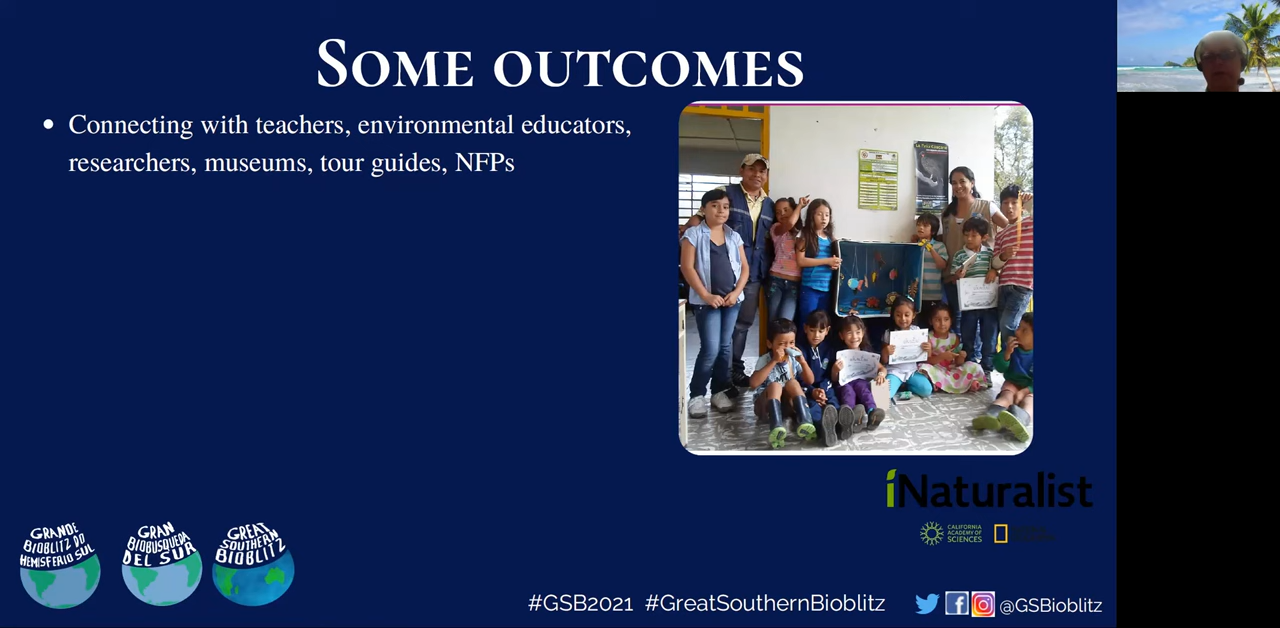 Some outcomes
• Connecting with teachers, environmental educators,
researchers, museums, tour guides, NFPs
iNaturalist
CALIFORNIA
ACADEMY OF
SCIENCES
GRANDE
BIOBLITZ DO
HEMISFERIO SUL
GRAN
BIOBUSQUEDA
DEL SUR
GREAT
SOUTHERN
BIOBLITZ
#GSB2021 #GreatSouthernBioblitz
@GSBioblitz